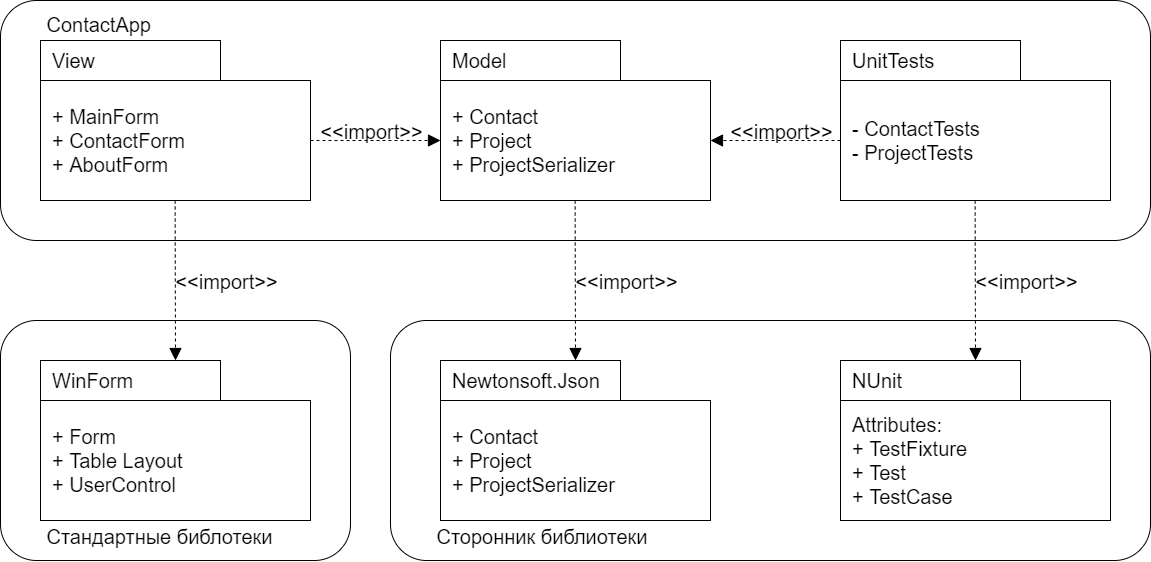 ContactApp
View
+ MainForm
+ ContactForm
+ AboutForm
<<import>>
Model
+ Contact
+ Project
+ ProjectSerializer
<<import>>
UnitTests
- ContactTests
- ProjectTests
<<import>>
<<import>>
<<import>>
WinForm
+ Form
+ Table Layout
+ UserControl
Стандартные библотеки
Newtonsoft.Json
+ Contact
+ Project
+ ProjectSerializer
NUnit
Attributes:
+ TestFixture
+ Test
+ TestCase
Сторонник библиотеки